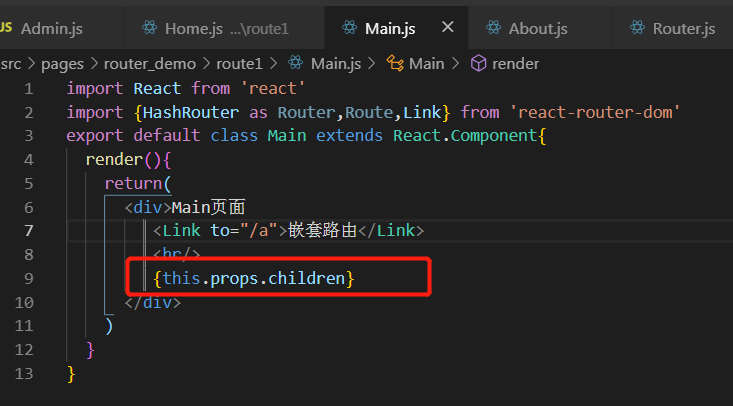 JS Admin.js Home.js ...\route1 Main.js × About.js Router.js
src > pages > router_demo > route1 > Main.js > Main > render
1 import React from 'react'
2 import {HashRouter as Router,Route,Link} from 'react-router-dom'
3 export default class Main extends React.Component{
4 render(){
5 return(
6 <div>Main页面
7 <Link to="/a">嵌套路由</Link>
8 <hr/>
9 {this.props.children}
10 </div>
11 )
12 }
13 }